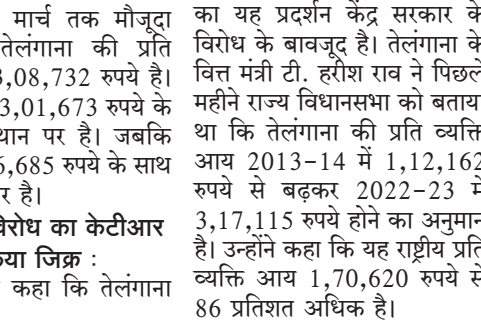 मार्च तक मौजूदा
तेलंगाना की प्रति
,08,732 रुपये है।
3,01,673 रुपये के
पर है। जबकि
,685 रुपये के साथ
है।
का केटीआर
जिक्र :
कहा कि तेलंगाना
का यह प्रदर्शन केंद्र सरकार के
विरोध के बावजूद है। तेलंगाना के
वित्त मंत्री टी. हरीश राव ने पिछले
महीने राज्य विधानसभा को बताया
था कि तेलंगाना की प्रति व्यक्ति
आय 2013-14 में 1,12,162
रुपये से बढ़कर 2022-23 में
3,17,115 रुपये होने का अनुमान
है। उन्होंने कहा कि यह राष्ट्रीय प्रति
व्यक्ति आय 1,70,620 रुपये से
86 प्रतिशत अधिक है।